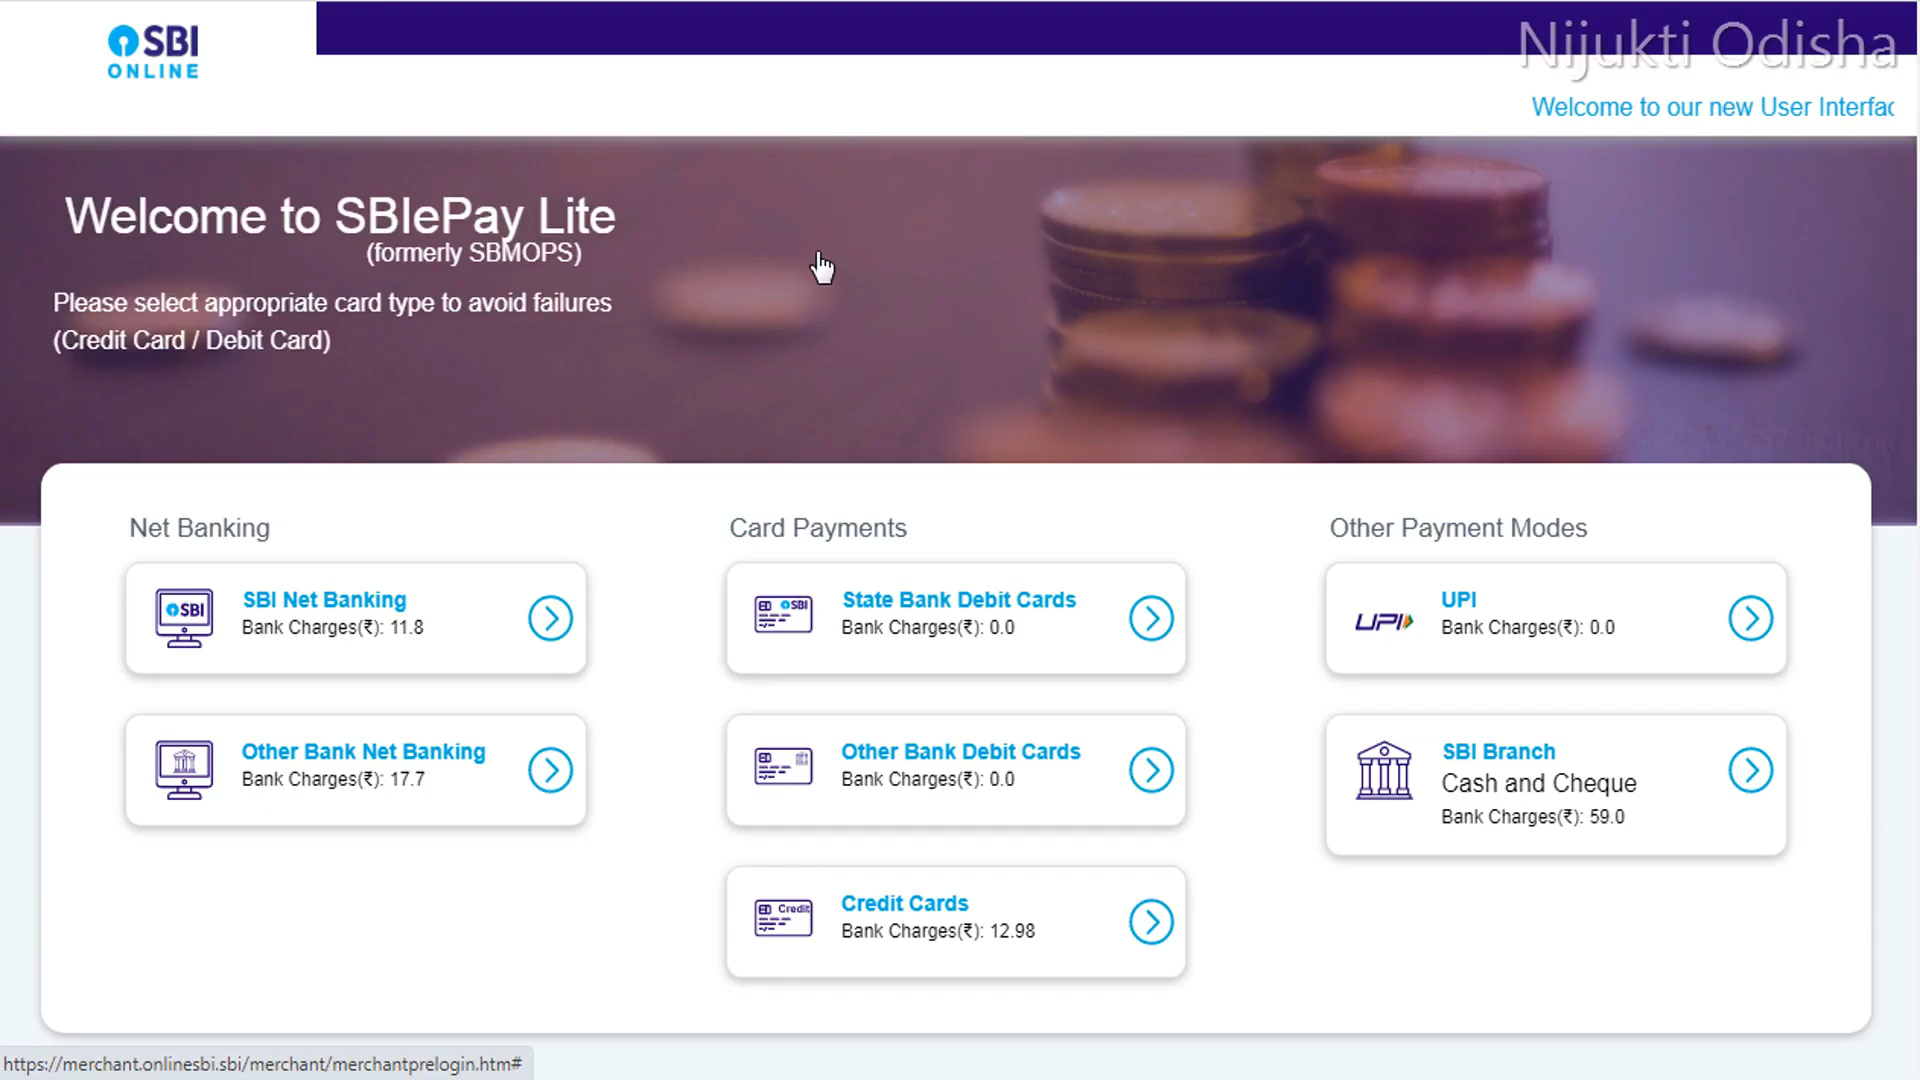 SBI
ONLINE
Nijukti Odisha
Welcome to our new User Interfac
Welcome to SBIePay Lite
(formerly SBMOPS)
Please select appropriate card type to avoid failures
(Credit Card / Debit Card)
Net Banking
SBI
SBI Net Banking
Bank Charges(₹): 11.8
Other Bank Net Banking
Bank Charges(₹): 17.7
Card Payments
SBI
State Bank Debit Cards
Bank Charges(₹): 0.0
Other Bank Debit Cards
Bank Charges(₹): 0.0
Credit
Credit Cards
Bank Charges(₹): 12.98
Other Payment Modes
UPI
UPI
Bank Charges(₹): 0.0
SBI Branch
Cash and Cheque
Bank Charges(₹): 59.0
https://merchant.onlinesbi.sbi/merchant/merchantprelogin.htm#